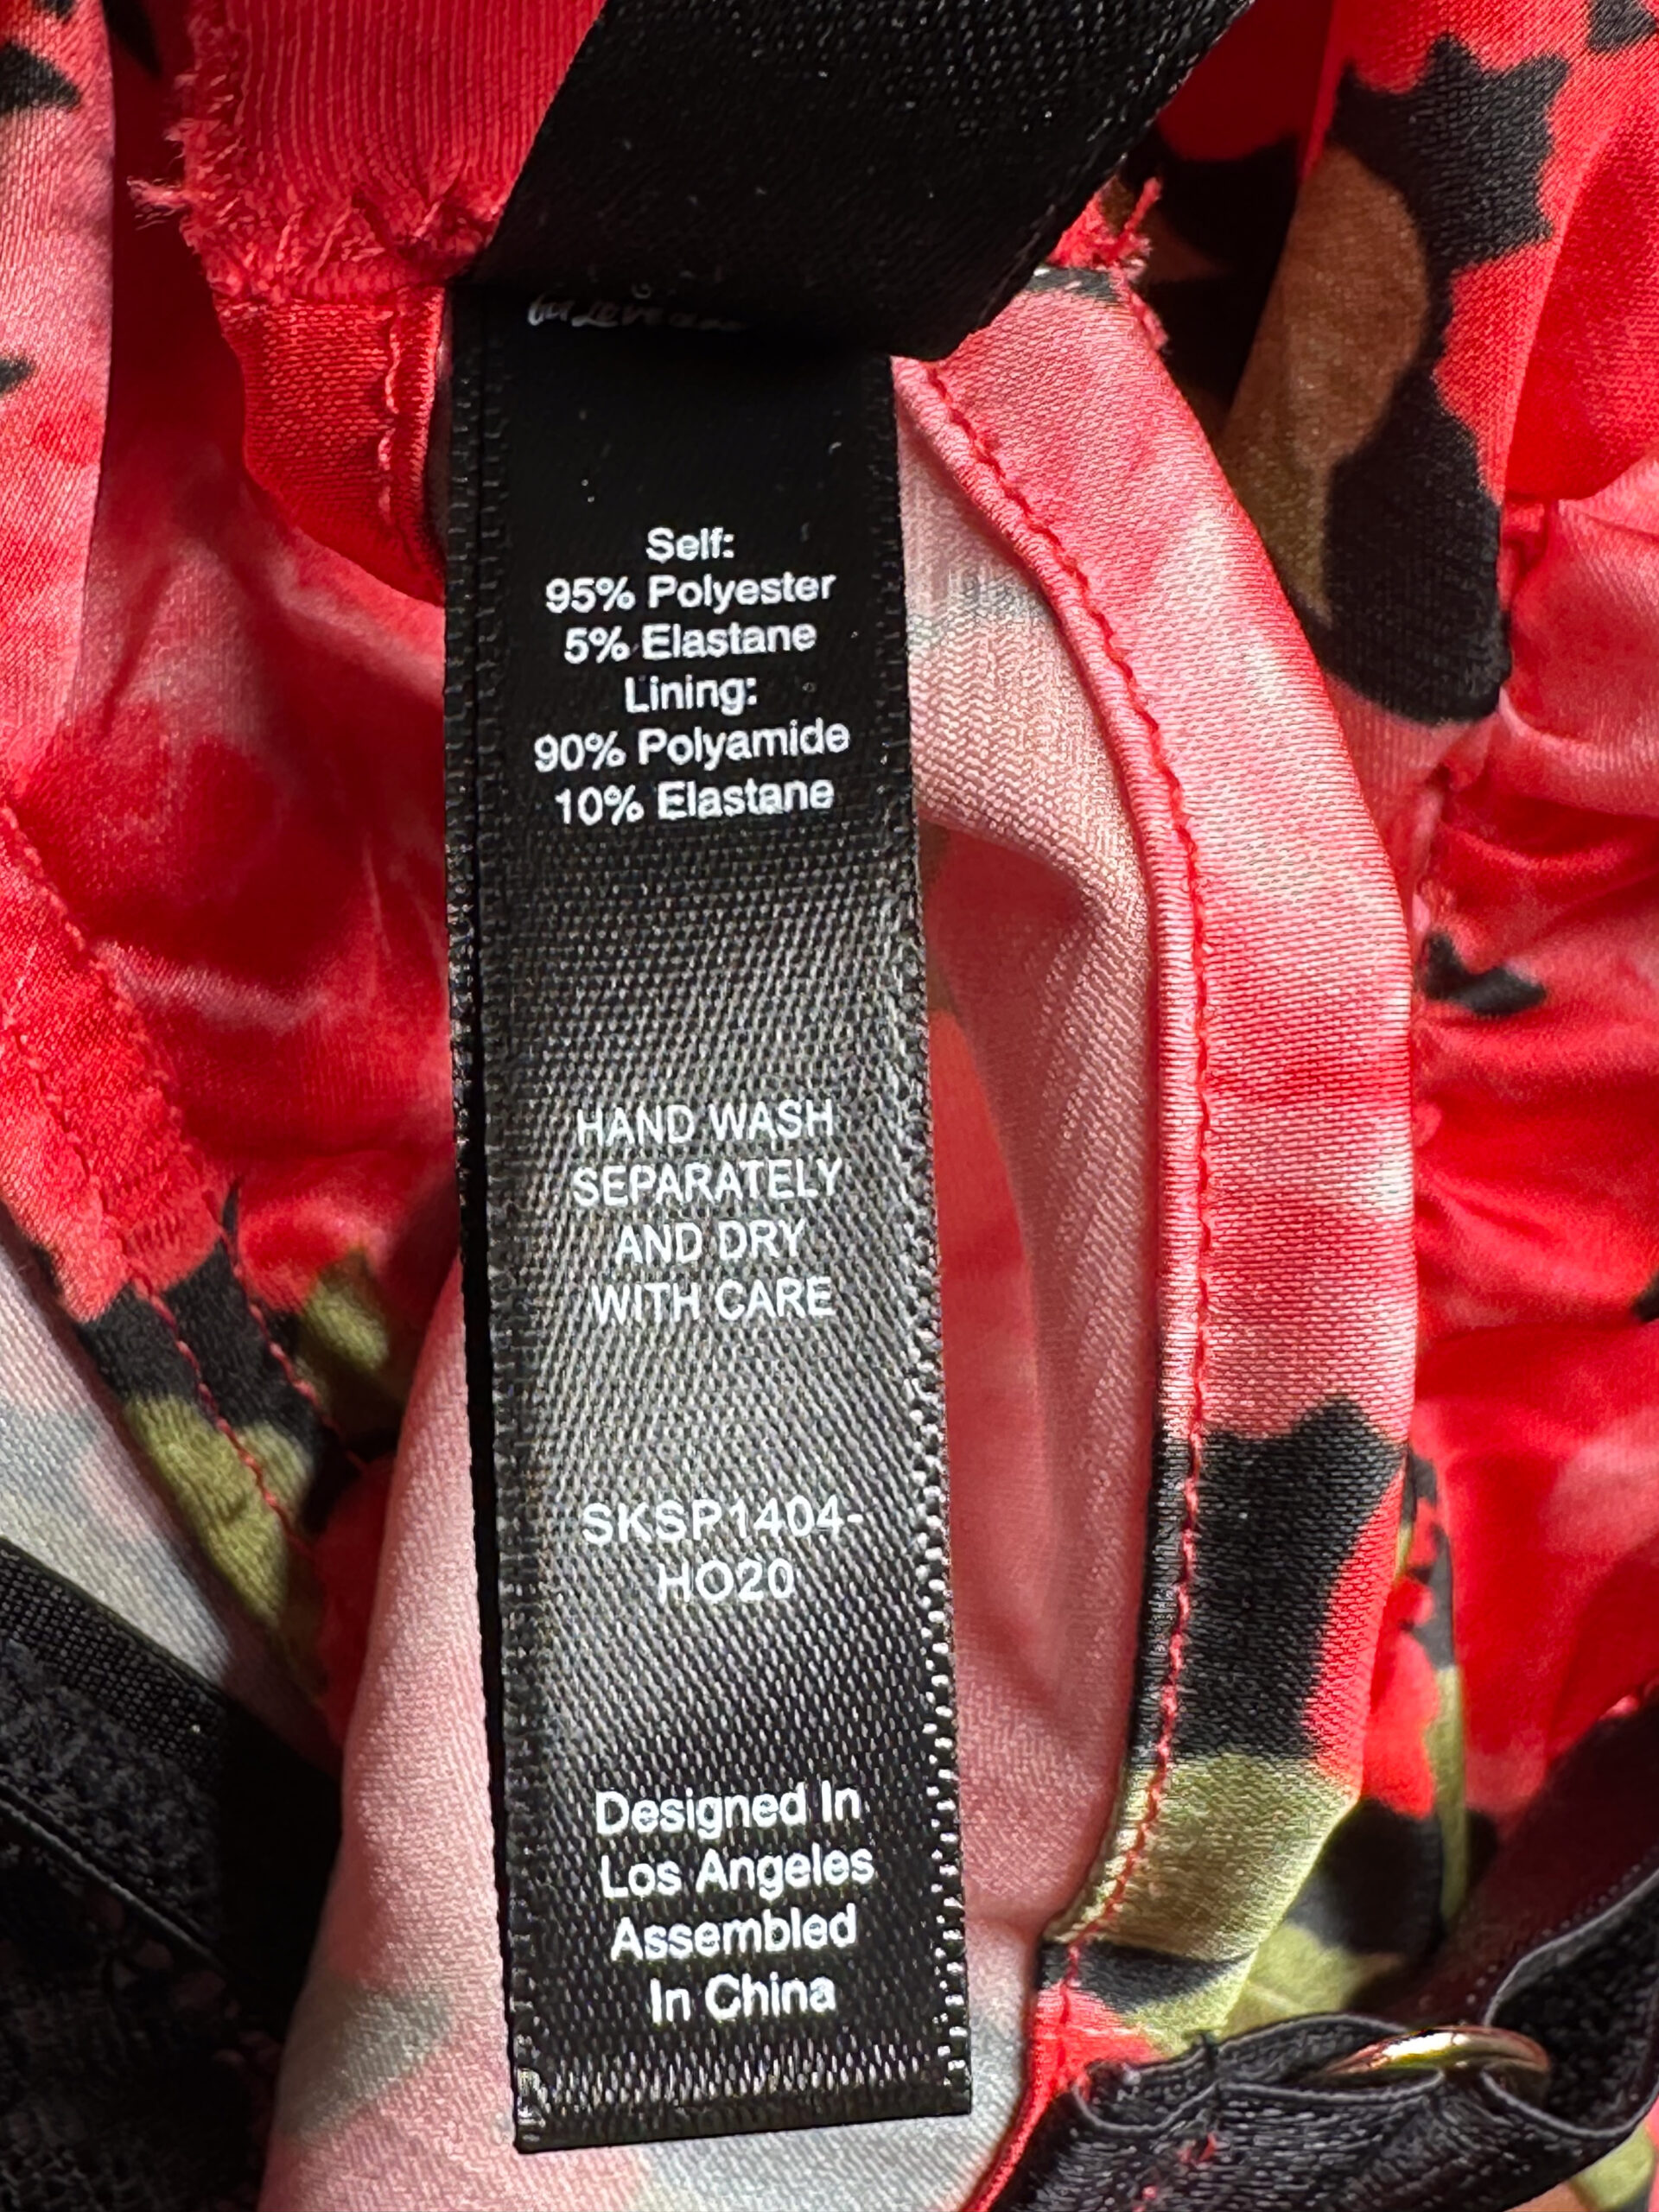 Self:
95% Polyester
5% Elastane
Lining:
90% Polyamide
10% Elastane
HAND WASH
SEPARATELY
AND DRY
WITH CARE
SKSP1404-
HO20
Designed In
Los Angeles
Assembled
In China